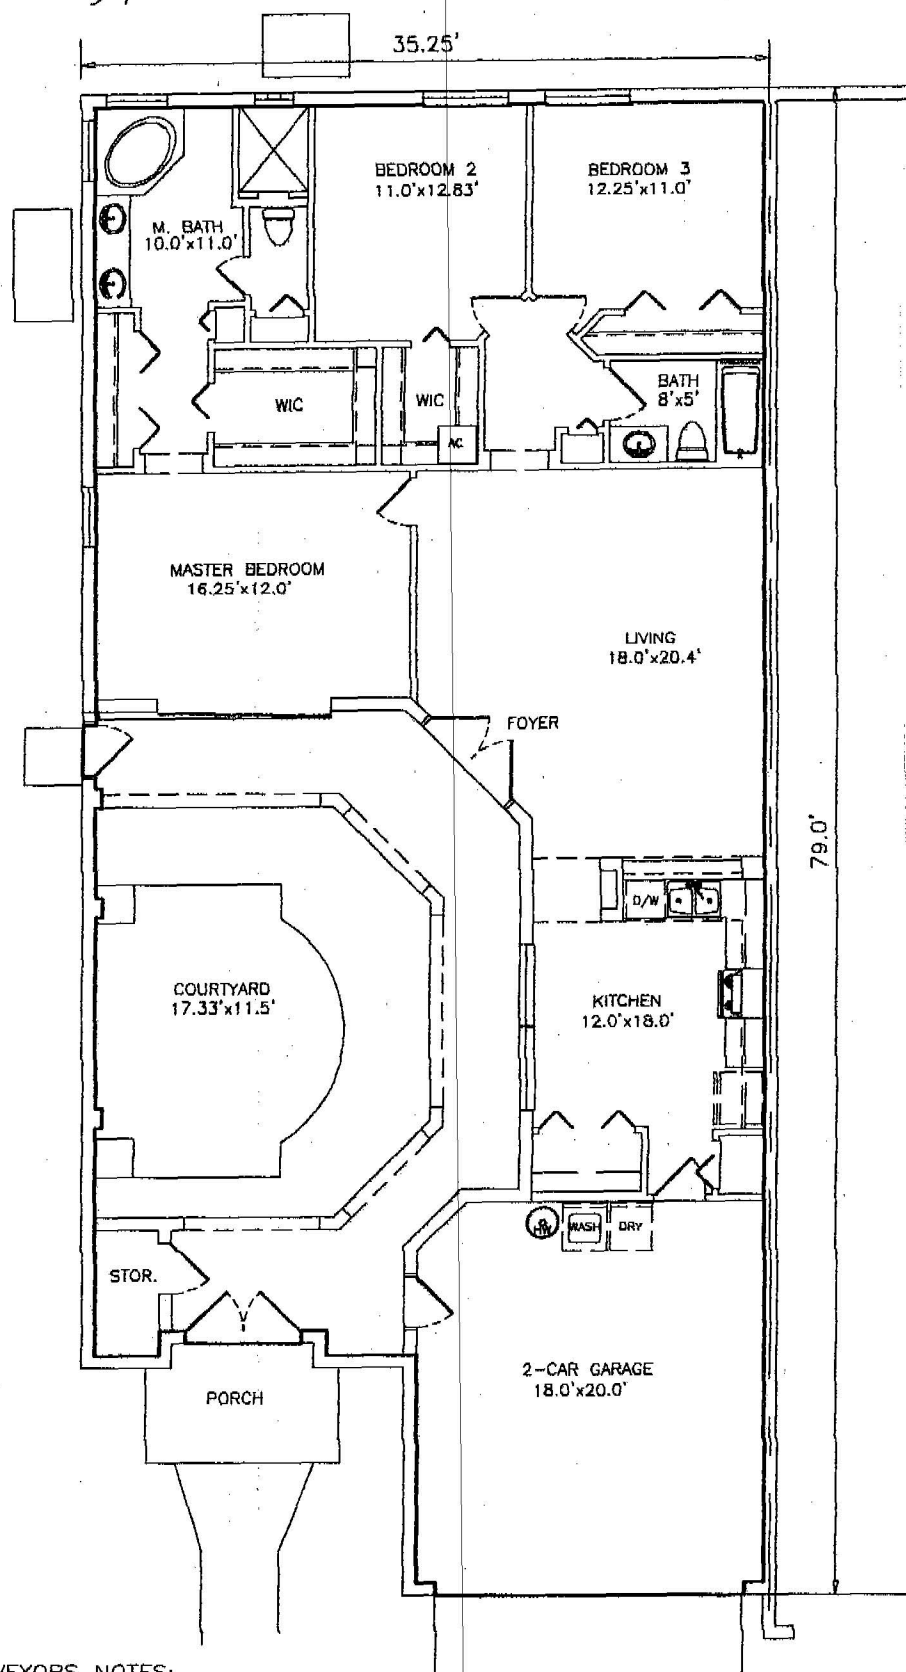 35.25'
BEDROOM 2
11.0'x12.83'
BEDROOM 3
12.25'x11.0'
M. BATH
10.0'x11.0'
WIC
WIC
AC
BATH
8'x5'
MASTER BEDROOM
16.25'x12.0'
LIVING
18.0'x20.4'
FOYER
79.0'
D/W
COURTYARD
17.33'x11.5'
KITCHEN
12.0'x18.0'
HW
WASH
DRY
STOR.
2-CAR GARAGE
18.0'x20.0'
PORCH
VEYORS NOTES: